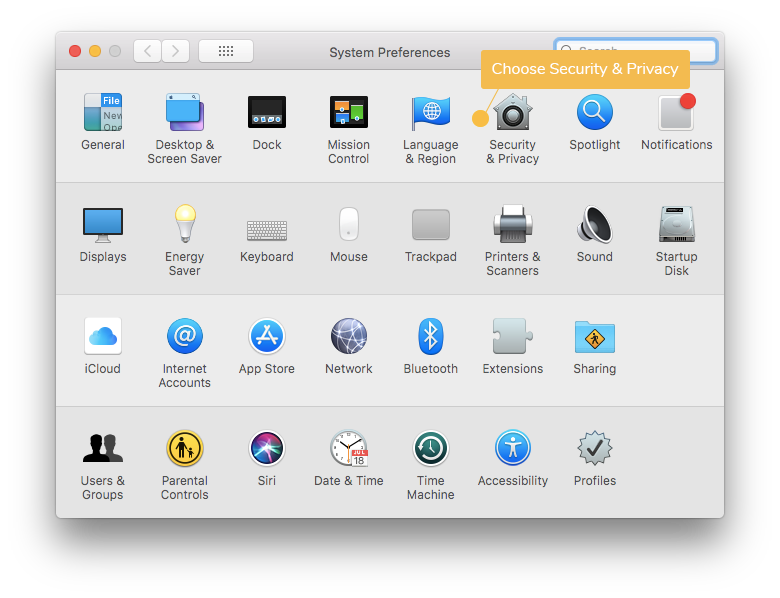 System Preferences
Search
Choose Security & Privacy
File
New
Ope
General
Desktop &
Screen Saver
Dock
Mission
Control
Language
& Region
Security
& Privacy
Spotlight
Notifications
Displays
Energy
Saver
Keyboard
Mouse
Trackpad
Printers &
Scanners
Sound
Startup
Disk
iCloud
@
Internet
Accounts
App Store
Network
Bluetooth
Extensions
Sharing
Users &
Groups
Parental
Controls
Siri
JUL
18
Date & Time
Time
Machine
Accessibility
Profiles